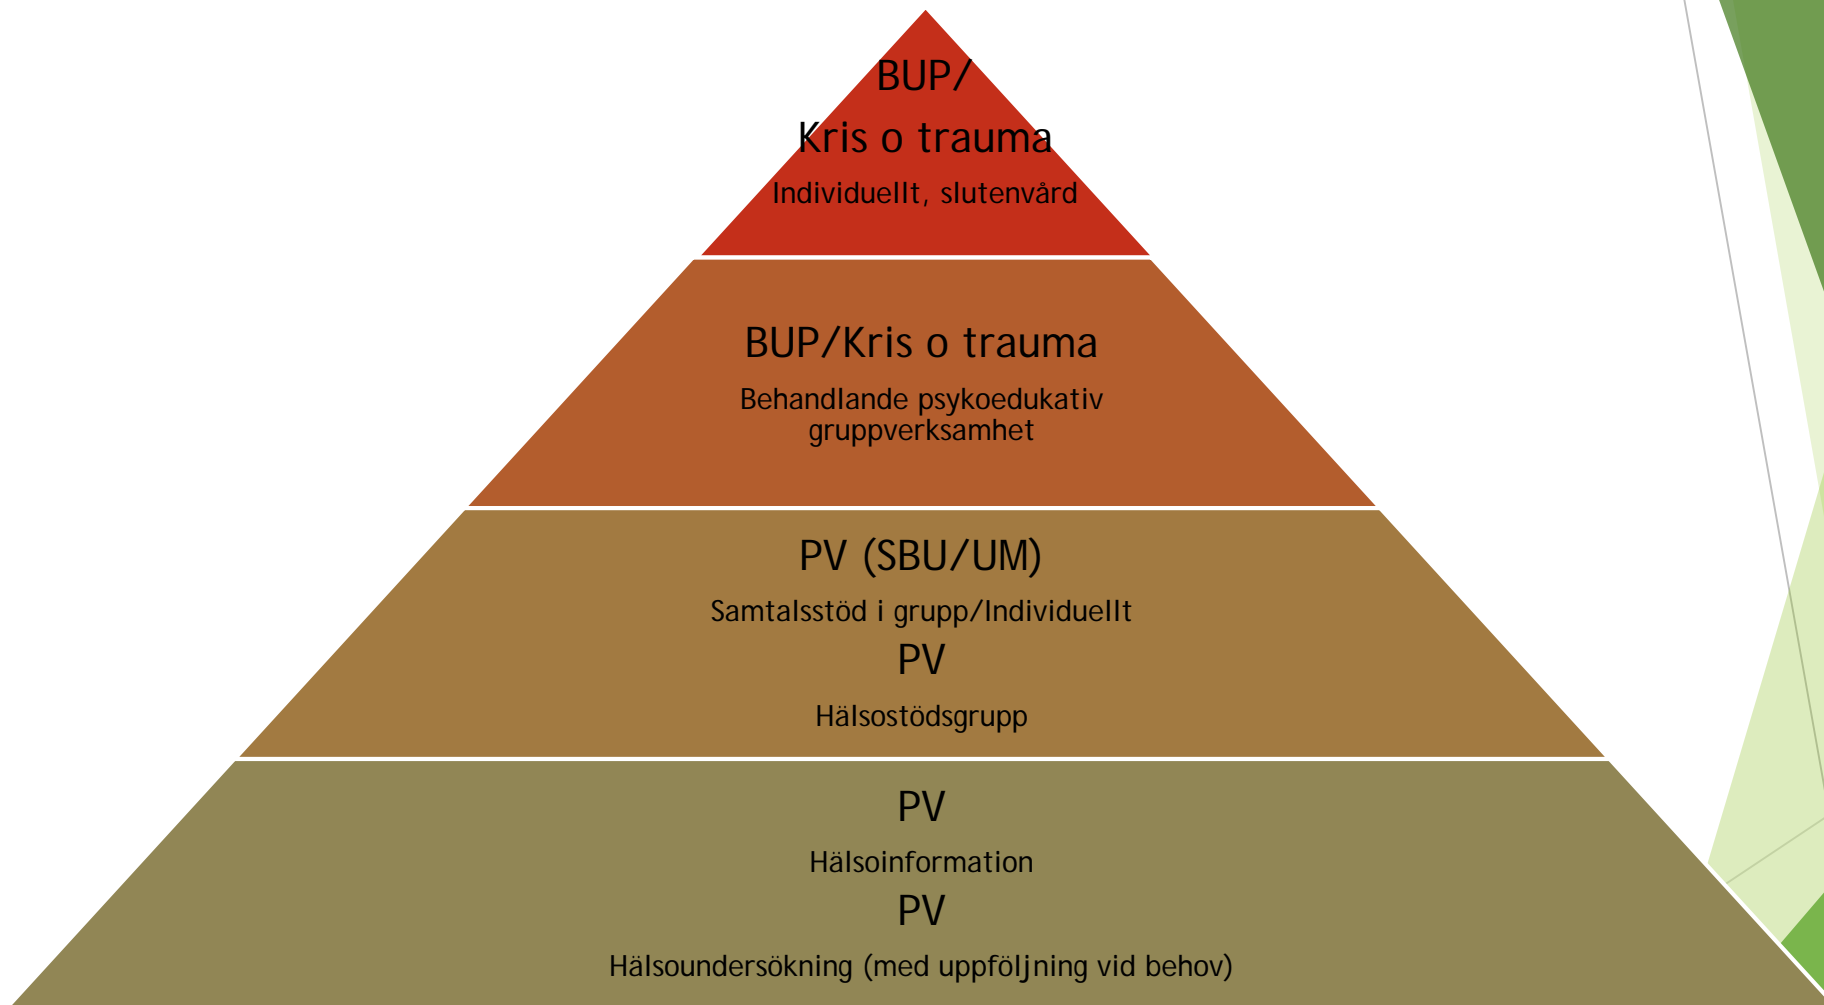 BUP/
Kris o trauma
Individuellt, slutenvård
BUP/Kris o trauma
Behandlande psykoedukativ
gruppverksamhet
PV (SBU/UM)
Samtalsstöd i grupp/Individuellt
PV
Hälsostödsgrupp
PV
Hälsoinformation
PV
Hälsoundersökning (med uppföljning vid behov)